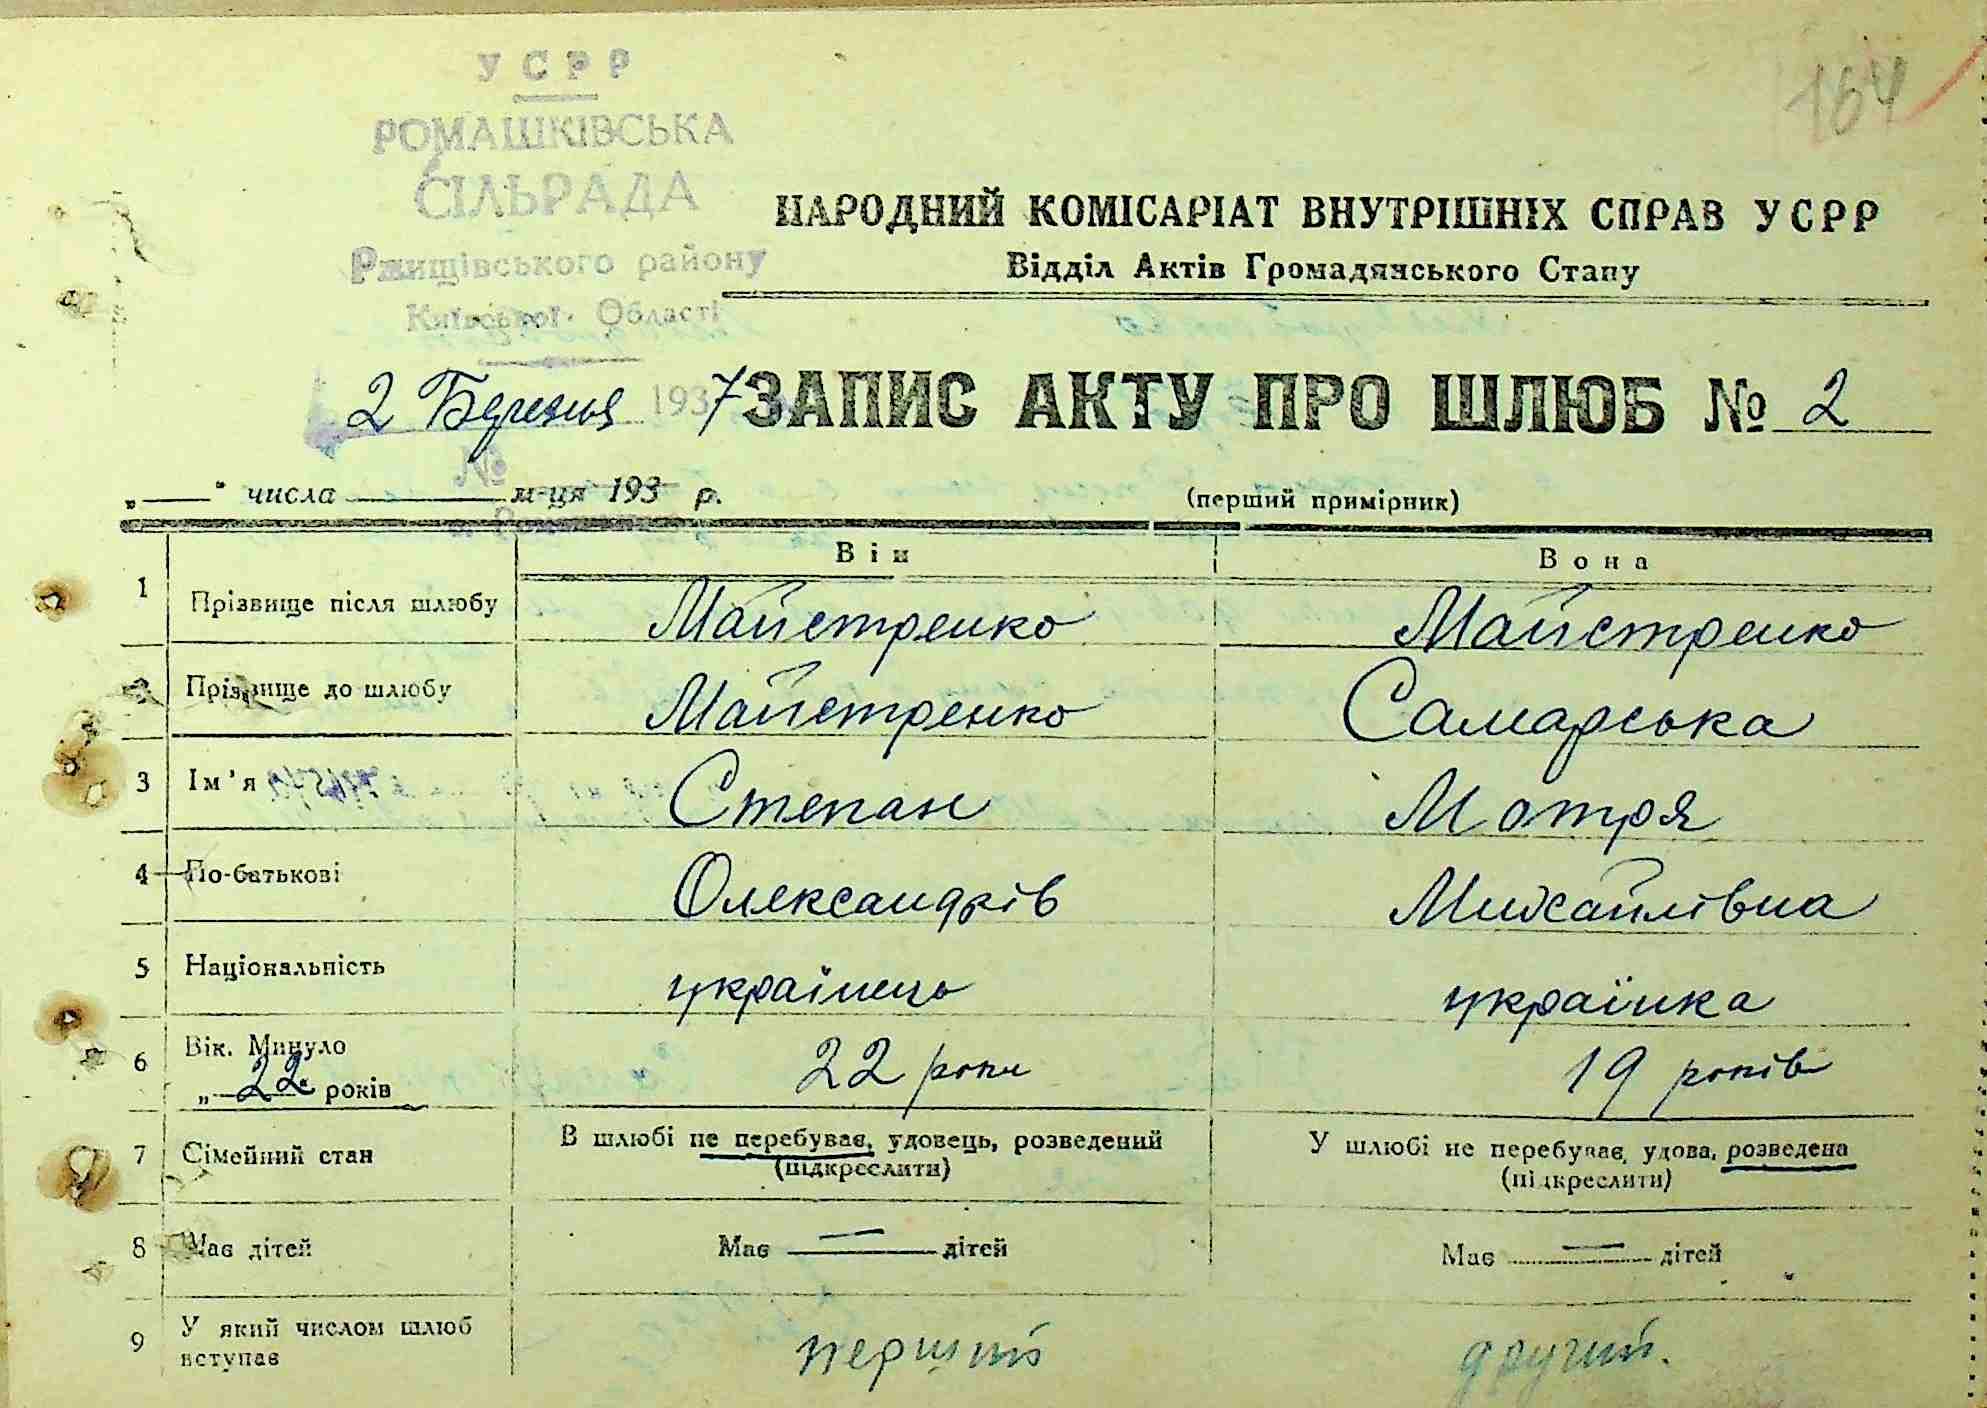 164
УСРР
РОМАШКІВСЬКА
СІЛЬРАДА
Ржищівського району
Київської Області
2 Березня 1937
№
НАРОДНИЙ КОМІСАРІАТ ВНУТРІШНІХ СПРАВ УСРР
Відділ Актів Громадянського Стану
ЗАПИС АКТУ ПРО ШЛЮБ № 2
„ “ числа м-ця 193 р.
(перший примірник)
Він Вона
1 Прізвище після шлюбу Майстренко Майстренко
2 Прізвище до шлюбу Майстренко Самарська
3 Ім'я Степан Мотря
4 По-батькові Олександрів Михайлівна
5 Національність українець українка
6 Вік. Минуло 22 роки 19 років
„ 22 років
7 Сімейний стан В шлюбі не перебуває, удовець, розведений У шлюбі не перебуває, удова, розведена
(підкреслити) (підкреслити)
8 Має дітей Має — дітей Має — дітей
9 У який числом шлюб вступає перший другий.